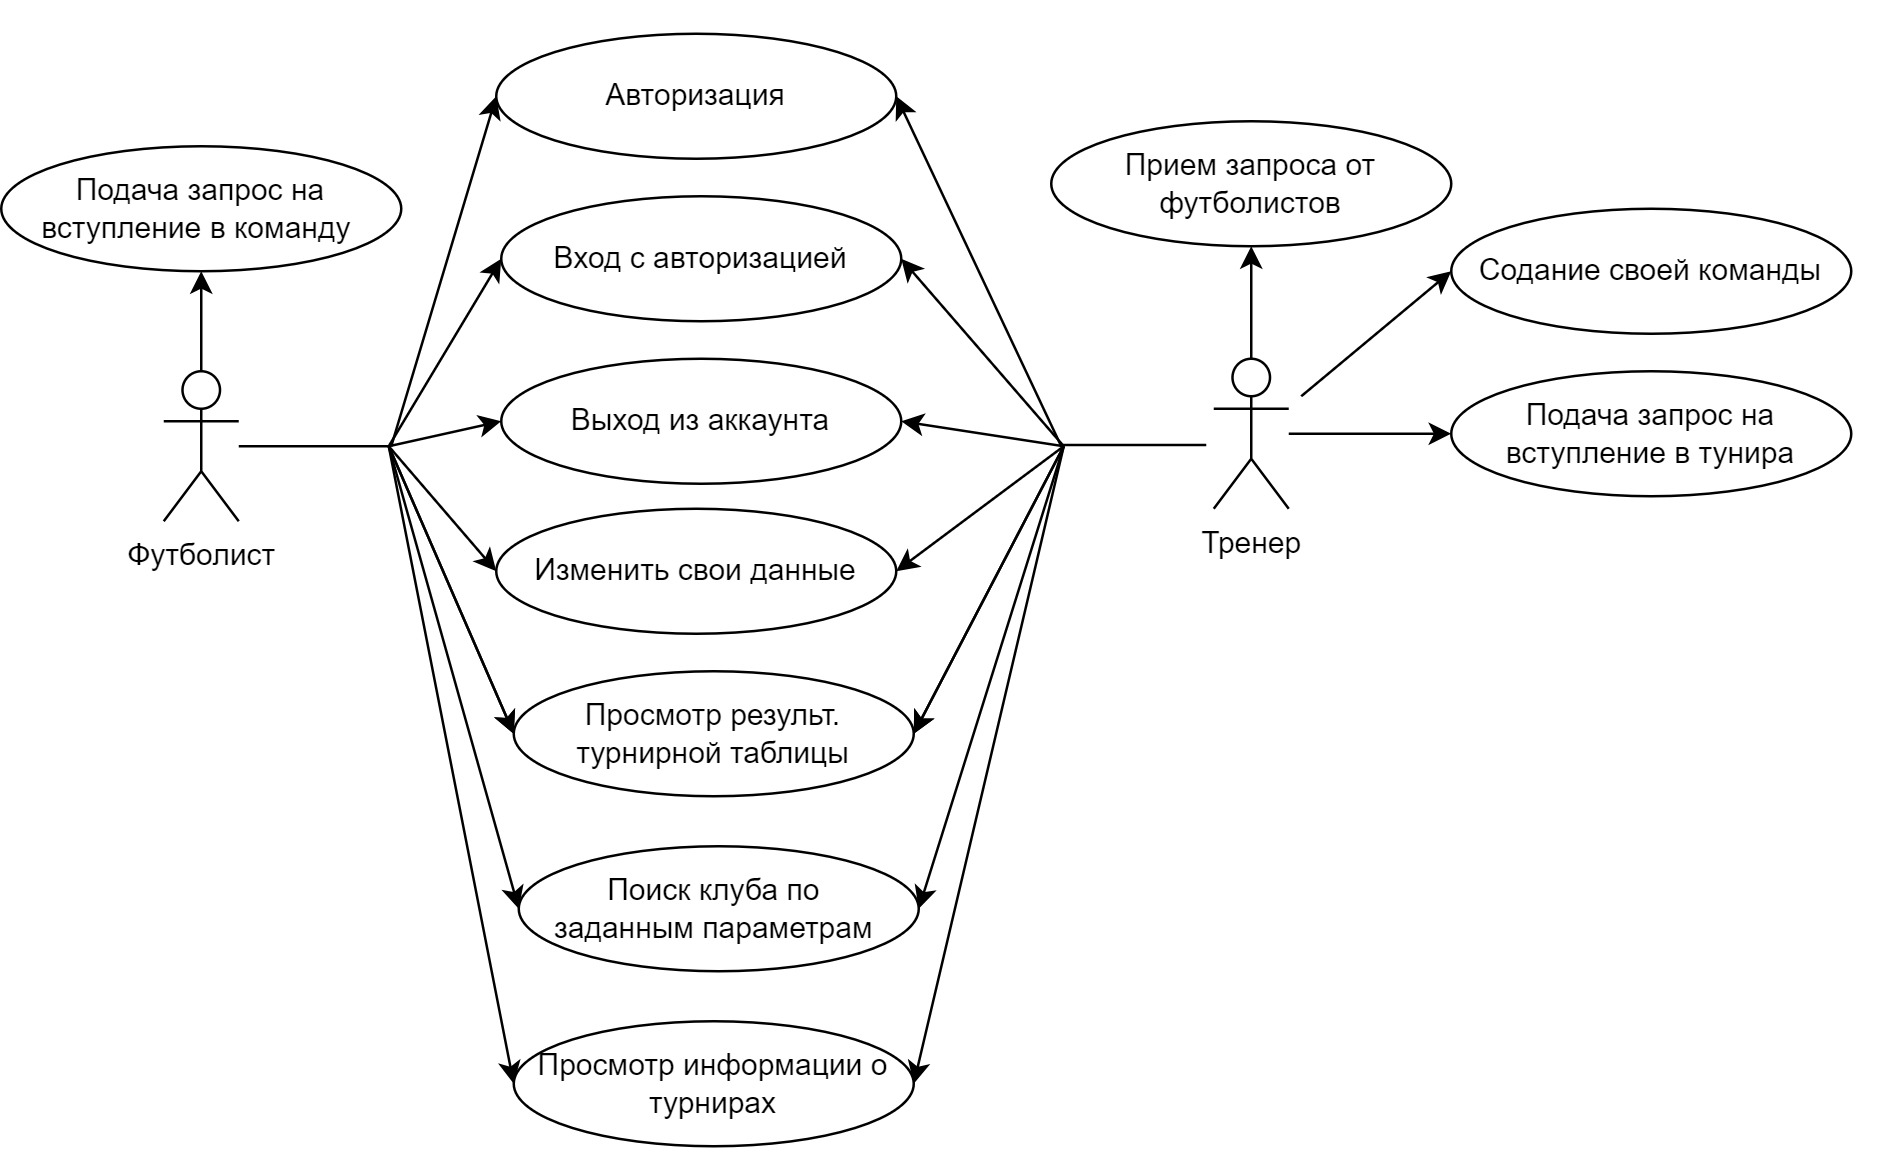 Авторизация
Подача запрос на
вступление в команду
Прием запроса от
футболистов
Вход с авторизацией
Содание своей команды
Выход из аккаунта
Подача запрос на
вступление в тунира
Футболист
Тренер
Изменить свои данные
Просмотр результ.
турнирной таблицы
Поиск клуба по
заданным параметрам
Просмотр информации о
турнирах